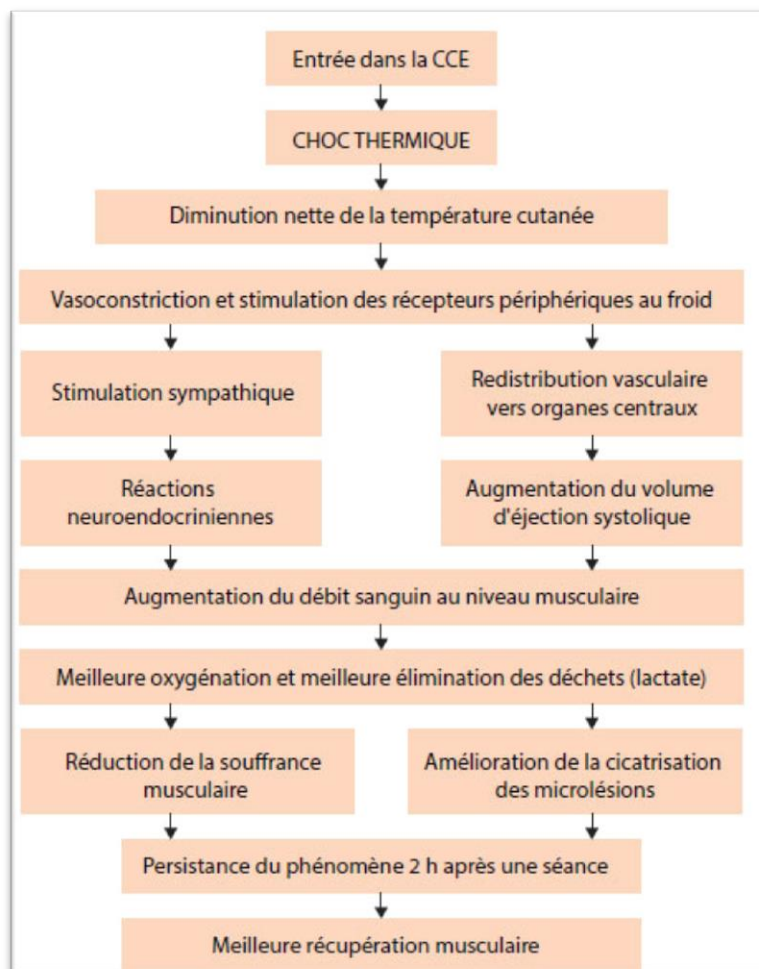 Entrée dans la CCE
CHOC THERMIQUE
Diminution nette de la température cutanée
Vasoconstriction et stimulation des récepteurs périphériques au froid
Stimulation sympathique
Redistribution vasculaire
vers organes centraux
Réactions
neuroendocriniennes
Augmentation du volume
d'éjection systolique
Augmentation du débit sanguin au niveau musculaire
Meilleure oxygénation et meilleure élimination des déchets (lactate)
Réduction de la souffrance
musculaire
Amélioration de la cicatrisation
des microlésions
Persistance du phénomène 2 h après une séance
Meilleure récupération musculaire